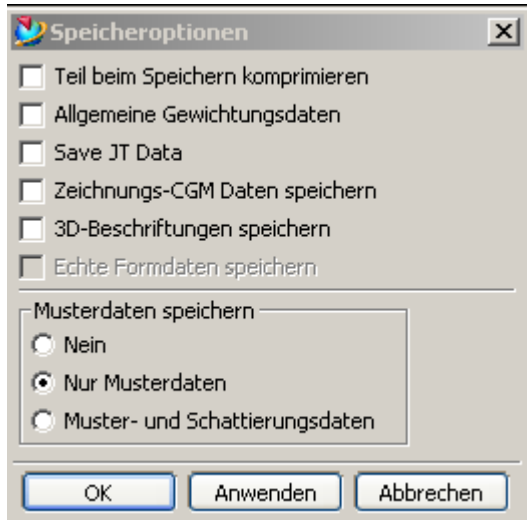 Speicheroptionen
Teil beim Speichern komprimieren
Allgemeine Gewichtungsdaten
Save JT Data
Zeichnungs-CGM Daten speichern
3D-Beschriftungen speichern
Echte Formdaten speichern
Musterdaten speichern
Nein
Nur Musterdaten
Muster- und Schattierungsdaten
OK Anwenden Abbrechen